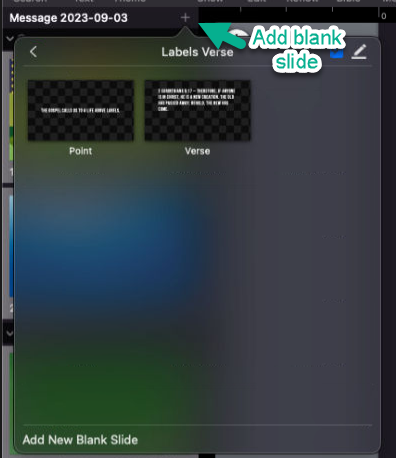 Message 2023-09-03 +
0
Add blank
slide
Labels Verse
THE GOSPEL CALLS US TO A LIFE ABOVE LABELS.
2 CORINTHIANS 5:17 – THEREFORE, IF ANYONE
IS IN CHRIST, HE IS A NEW CREATION. THE OLD
HAS PASSED AWAY; BEHOLD, THE NEW HAS
COME.
Point
Verse
Add New Blank Slide